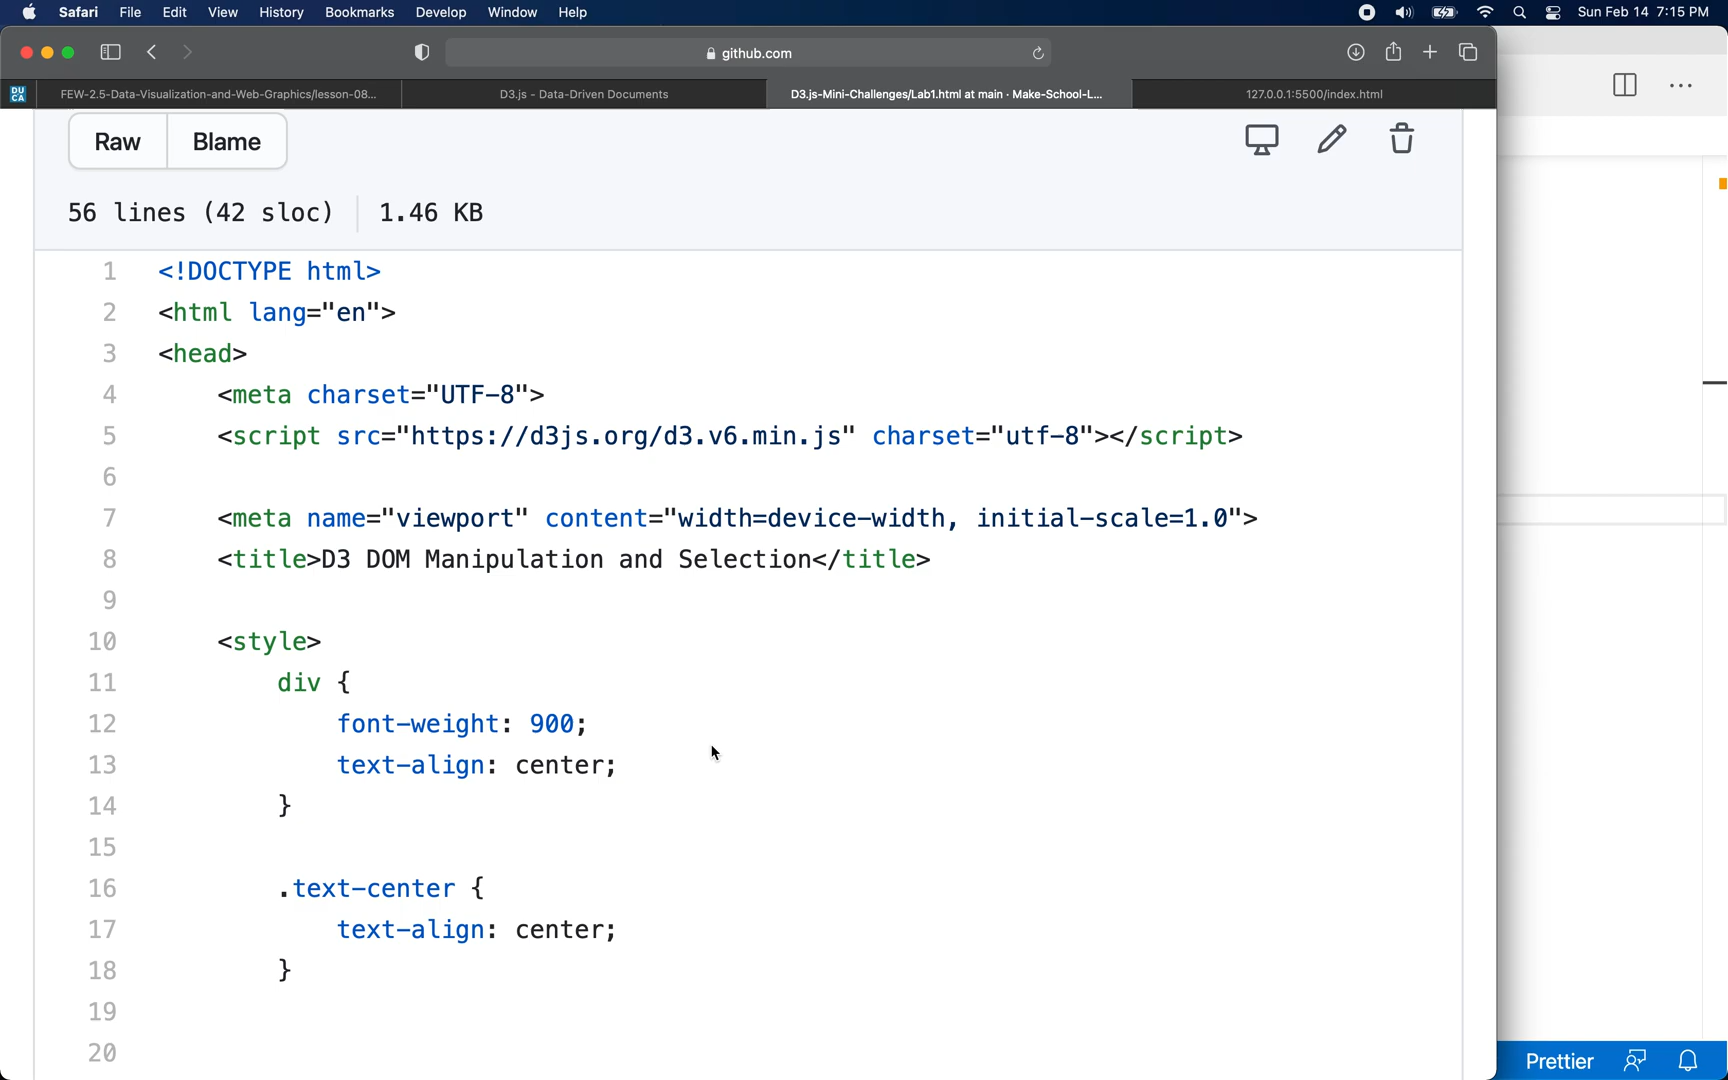 Safari File Edit View History Bookmarks Develop Window Help Sun Feb 14 7:15 PM
github.com
DU
CA
FEW-2.5-Data-Visualization-and-Web-Graphics/lesson-08... D3.js - Data-Driven Documents D3.js-Mini-Challenges/Lab1.html at main · Make-School-L... 127.0.0.1:5500/index.html
Raw Blame
56 lines (42 sloc) 1.46 KB
1 <!DOCTYPE html>
2 <html lang="en">
3 <head>
4 <meta charset="UTF-8">
5 <script src="https://d3js.org/d3.v6.min.js" charset="utf-8"></script>
6
7 <meta name="viewport" content="width=device-width, initial-scale=1.0">
8 <title>D3 DOM Manipulation and Selection</title>
9
10 <style>
11 div {
12 font-weight: 900;
13 text-align: center;
14 }
15
16 .text-center {
17 text-align: center;
18 }
19
20
Prettier